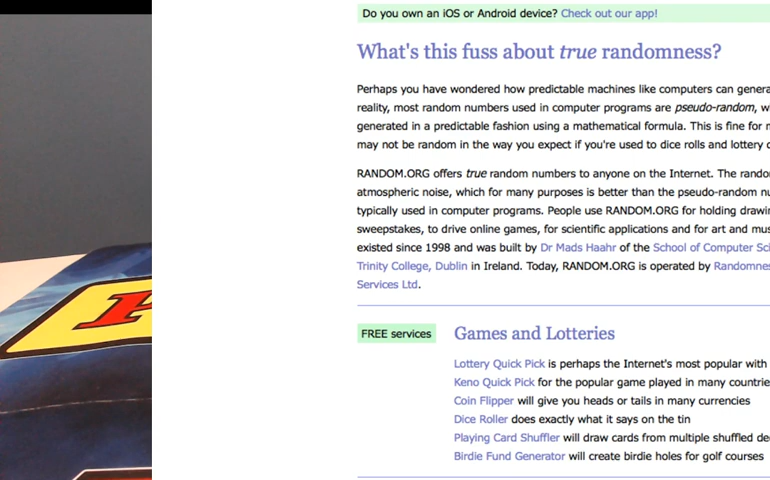 Do you own an iOS or Android device? Check out our app!
What's this fuss about true randomness?
Perhaps you have wondered how predictable machines like computers can genera
reality, most random numbers used in computer programs are pseudo-random, w
generated in a predictable fashion using a mathematical formula. This is fine for
may not be random in the way you expect if you're used to dice rolls and lottery
RANDOM.ORG offers true random numbers to anyone on the Internet. The rando
atmospheric noise, which for many purposes is better than the pseudo-random nu
typically used in computer programs. People use RANDOM.ORG for holding drawi
sweepstakes, to drive online games, for scientific applications and for art and mus
existed since 1998 and was built by Dr Mads Haahr of the School of Computer Sci
Trinity College, Dublin in Ireland. Today, RANDOM.ORG is operated by Randomnes
Services Ltd.
FREE services
Games and Lotteries
Lottery Quick Pick is perhaps the Internet's most popular with
Keno Quick Pick for the popular game played in many countrie
Coin Flipper will give you heads or tails in many currencies
Dice Roller does exactly what it says on the tin
Playing Card Shuffler will draw cards from multiple shuffled de
Birdie Fund Generator will create birdie holes for golf courses